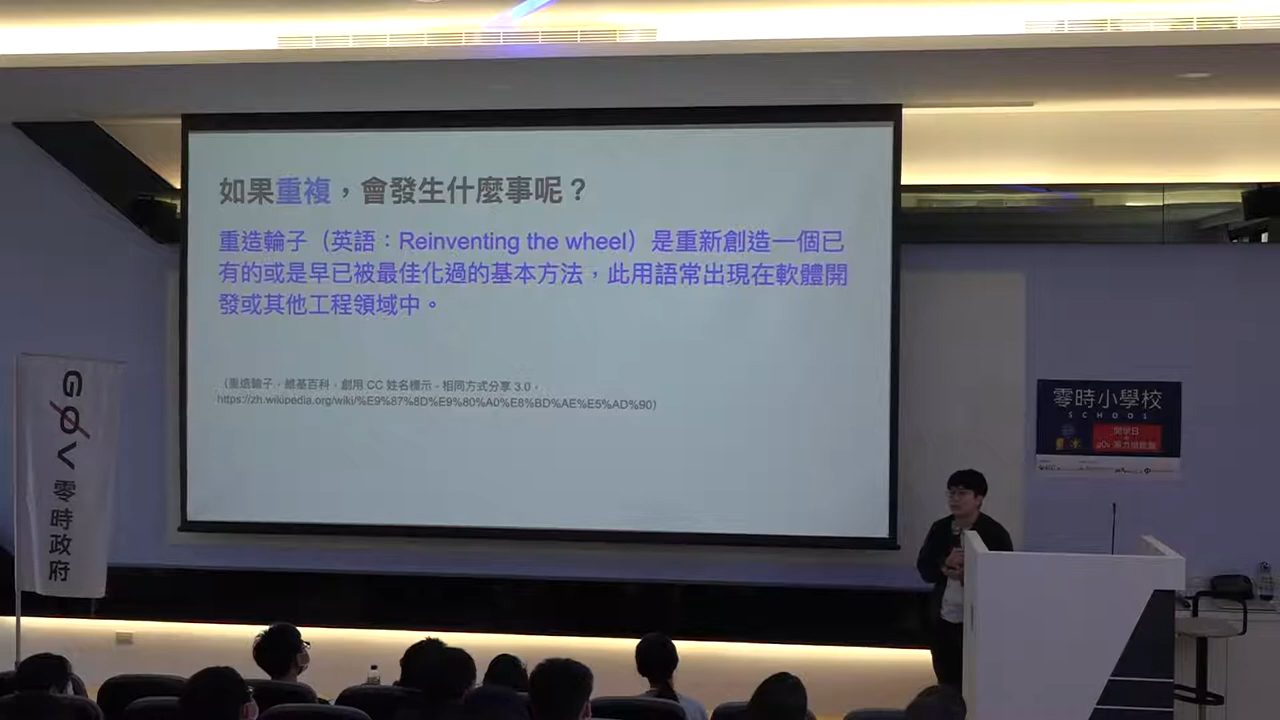 如果重複，會發生什麼事呢？
重造輪子（英語：Reinventing the wheel）是重新創造一個已
有的或是早已被最佳化過的基本方法，此用語常出現在軟體開
發或其他工程領域中。
（重造輪子，維基百科，創用 CC 姓名標示 - 相同方式分享 3.0，
https://zh.wikipedia.org/wiki/%E9%87%8D%E9%80%A0%E8%BD%AE%E5%AD%90）
G0V 零時政府
零時小學校
SCH001
開學日